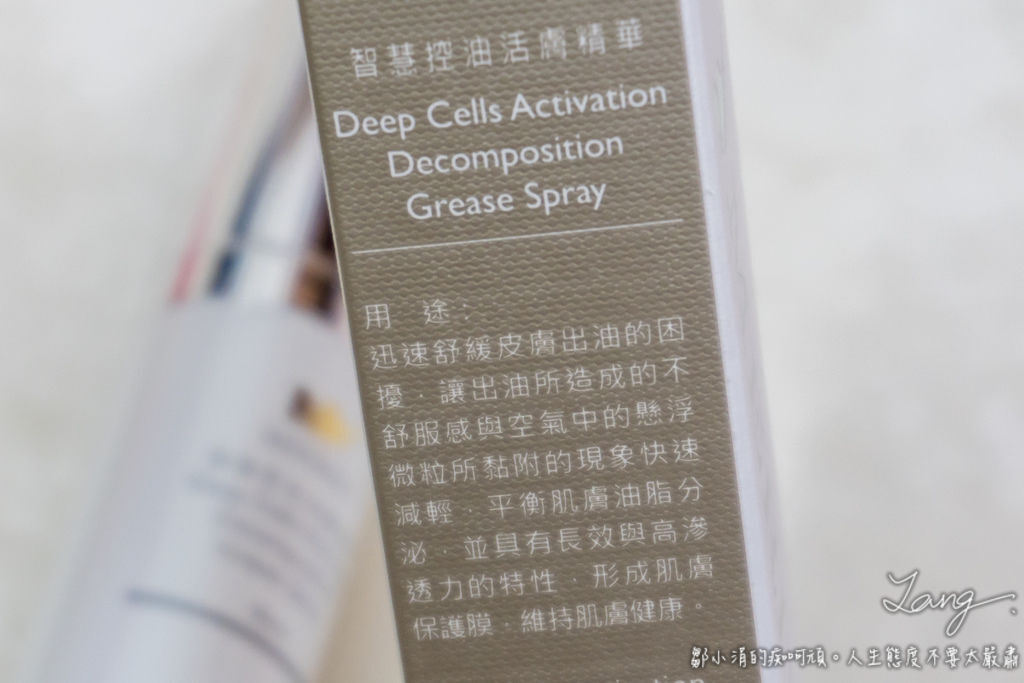 智慧控油活膚精華
Deep Cells Activation
Decomposition
Grease Spray
用 途：
迅速舒緩皮膚出油的困
擾．讓出油所造成的不
舒服感與空氣中的懸浮
微粒所黏附的現象快速
減輕．平衡肌膚油脂分
泌．並具有長效與高滲
透力的特性．形成肌膚
保護膜．維持肌膚健康。
鄒小涓的痴呵頑。人生態度不要太嚴肅